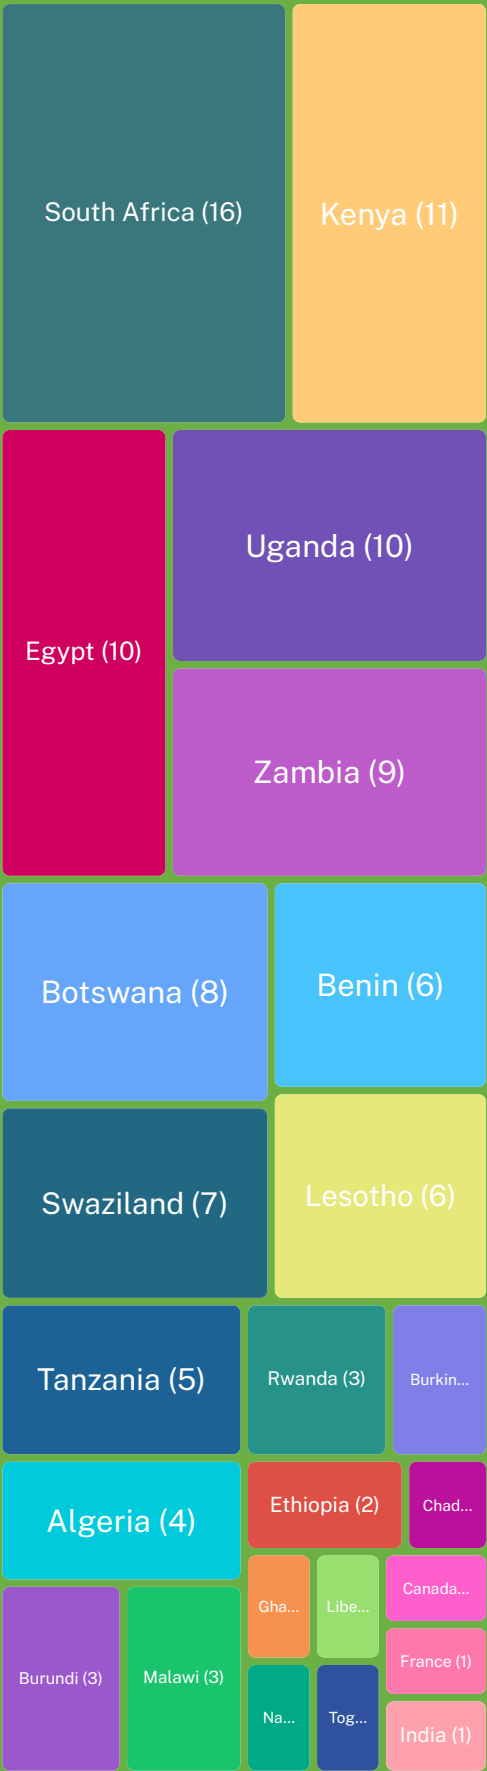 South Africa (16)
Kenya (11)
Egypt (10)
Uganda (10)
Zambia (9)
Botswana (8)
Benin (6)
Swaziland (7)
Lesotho (6)
Tanzania (5)
Rwanda (3)
Burkin...
Algeria (4)
Ethiopia (2)
Chad...
Gha...
Libe...
Canada...
France (1)
Burundi (3)
Malawi (3)
Na...
Tog...
India (1)